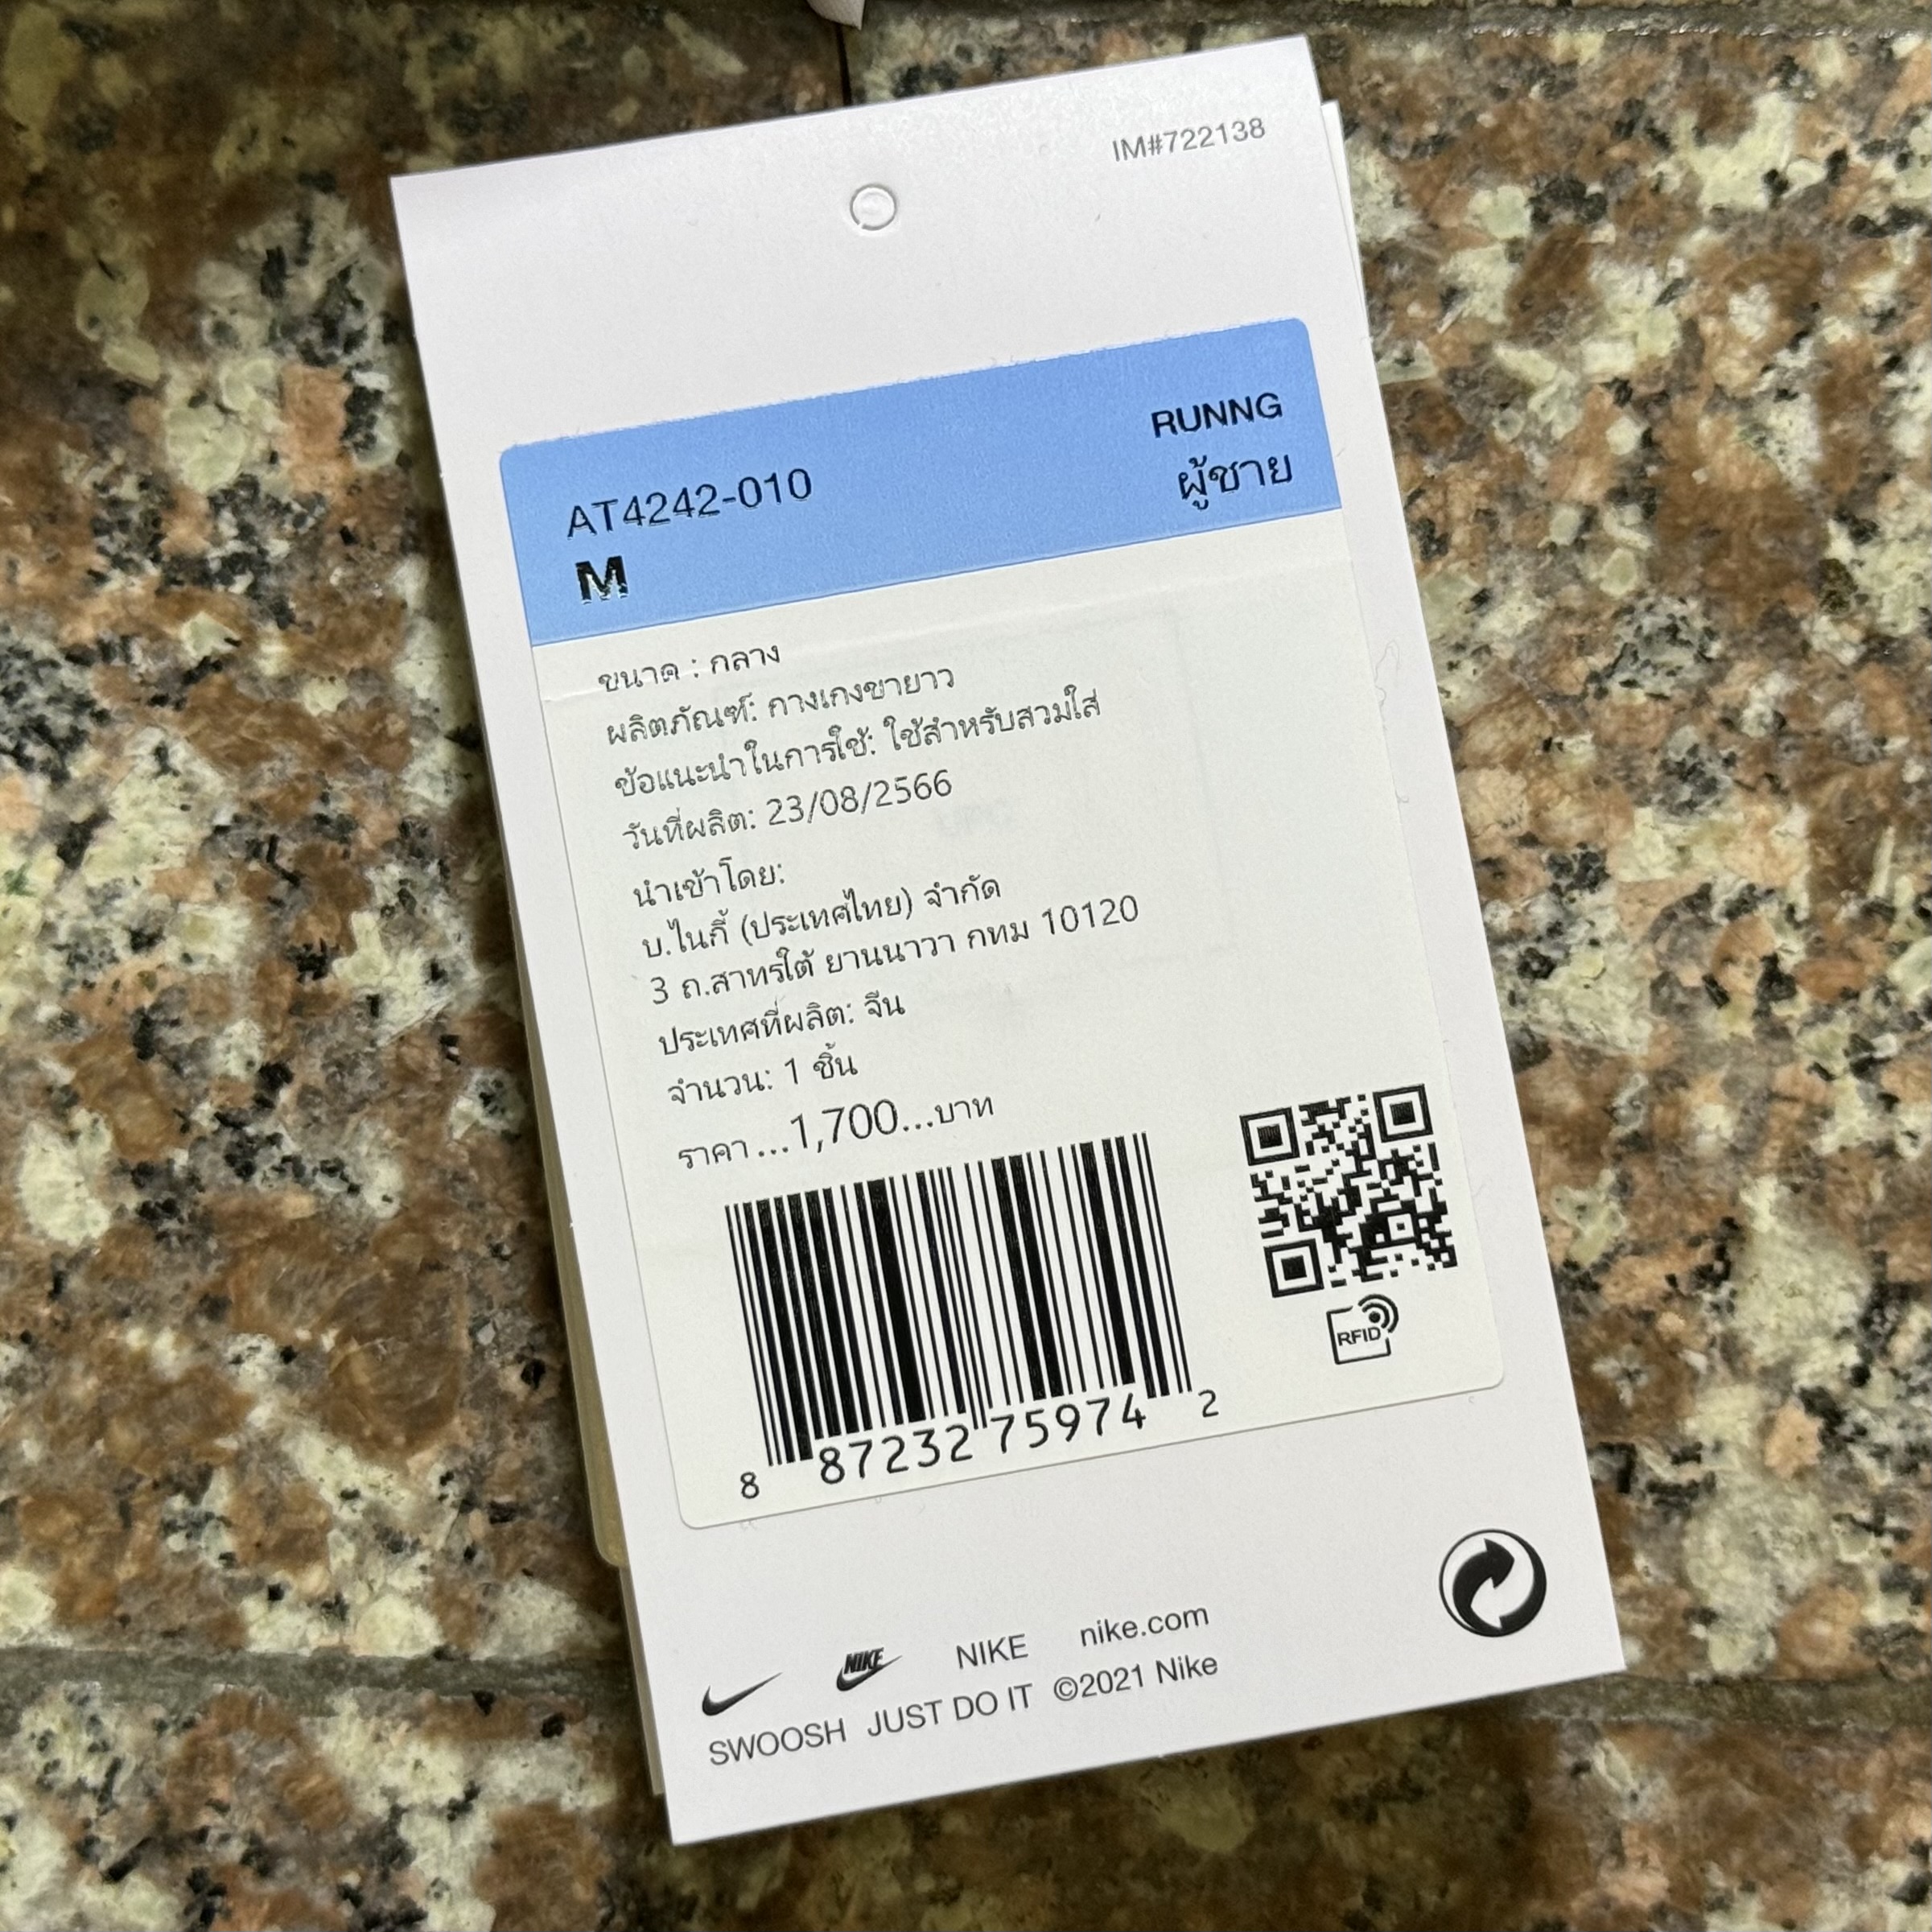 IM#722138
RUNNG
AT4242-010
ผู้ชาย
M
ขนาด : กลาง
ผลิตภัณฑ์: กางเกงขายาว
ข้อแนะนำในการใช้: ใช้สำหรับสวมใส่
วันที่ผลิต: 23/08/2566
นำเข้าโดย:
บ.ไนกี้ (ประเทศไทย) จำกัด
3 ถ.สาทรใต้ ยานนาวา กทม 10120
ประเทศที่ผลิต: จีน
จำนวน: 1 ชิ้น
ราคา...1,700...บาท
8 87232 75974 2
RFID
NIKE NIKE nike.com
SWOOSH JUST DO IT ©2021 Nike